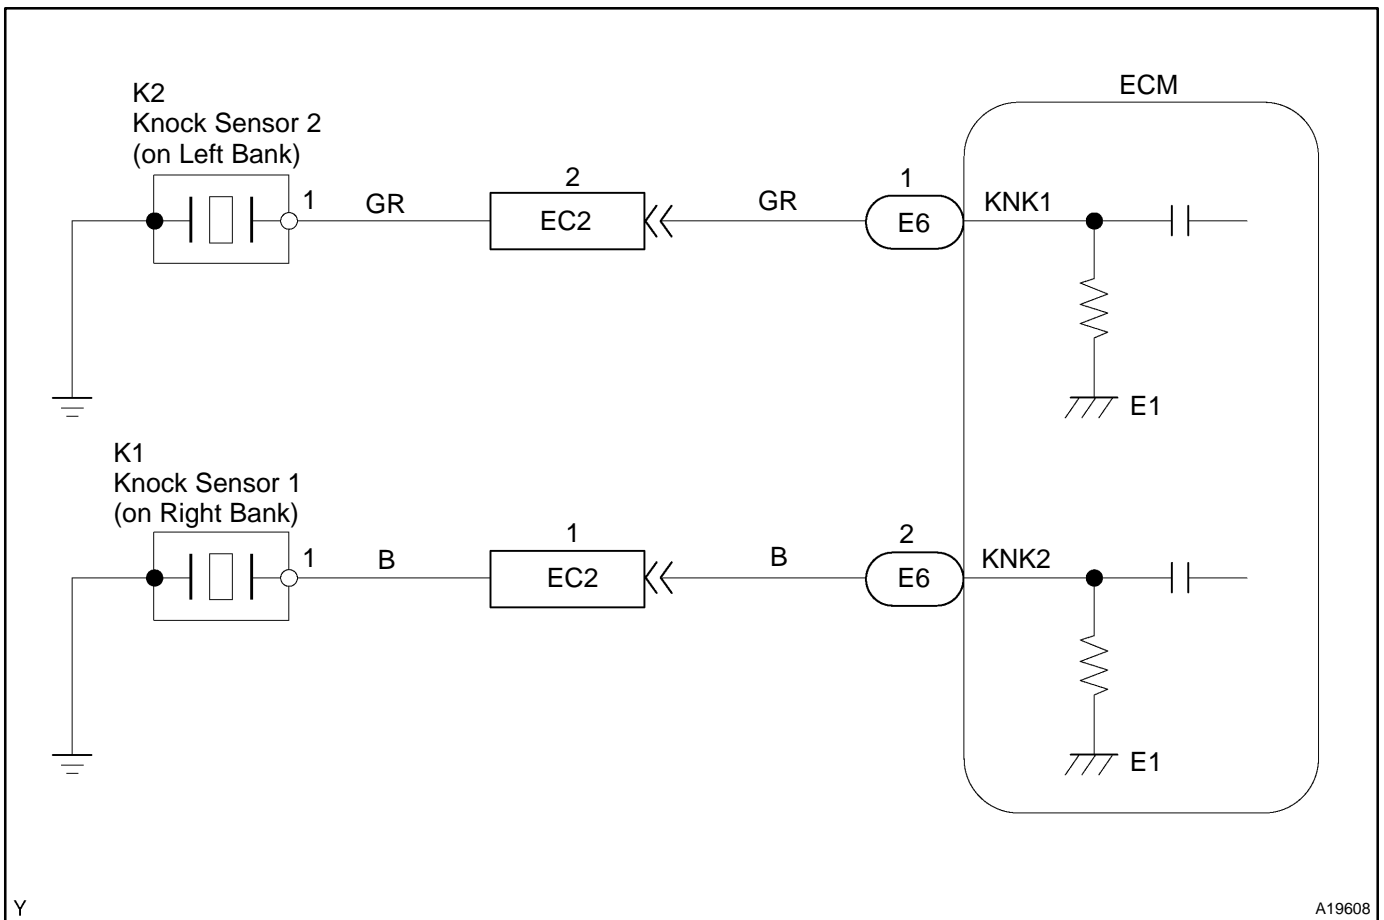 ECM
K2
Knock Sensor 2
(on Left Bank)
1
GR
2
EC2
GR
1
E6
KNK1
E1
K1
Knock Sensor 1
(on Right Bank)
1
B
1
EC2
B
2
E6
KNK2
E1
Y
A19608